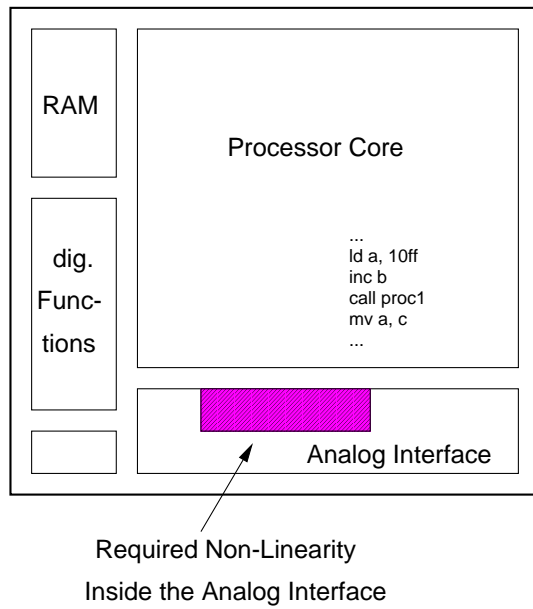 RAM
Processor Core
dig.
Func-
tions
...
ld a, 10ff
inc b
call proc1
mv a, c
...
Analog Interface
Required Non-Linearity
Inside the Analog Interface